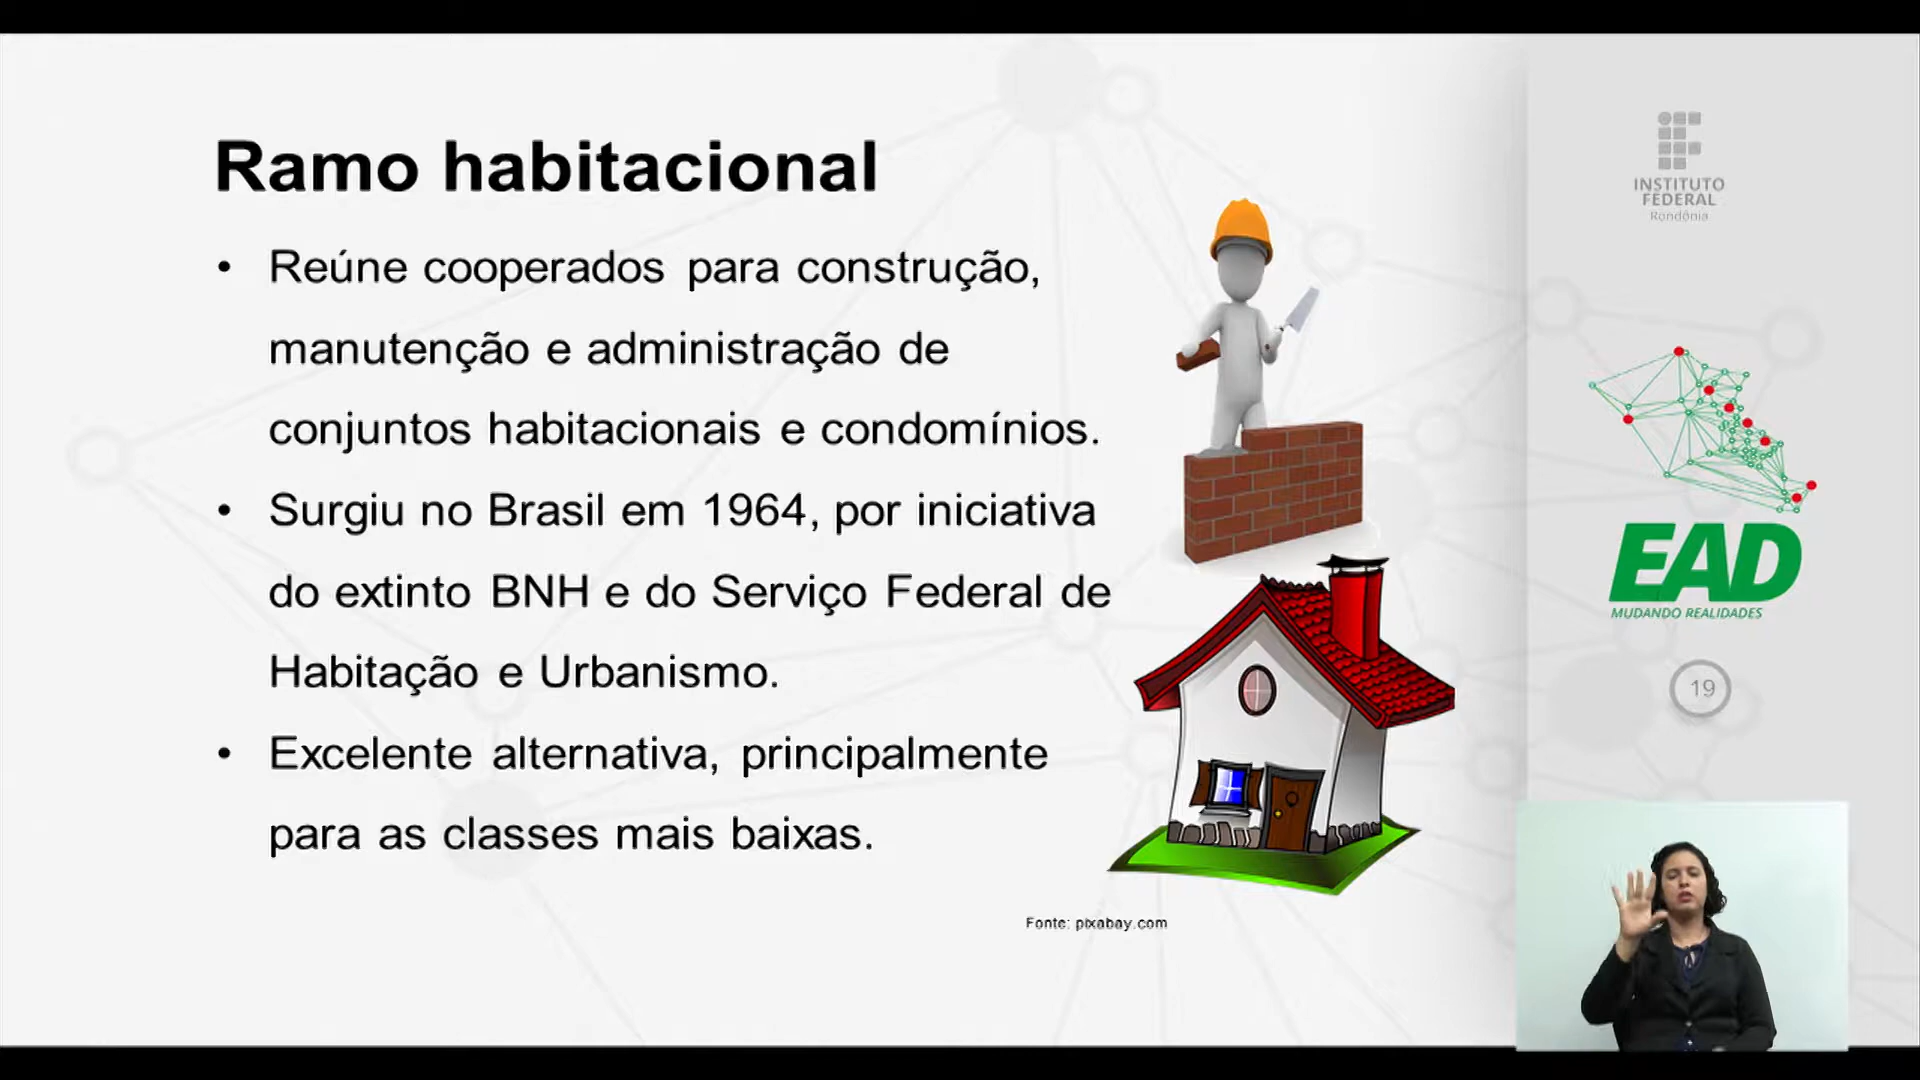 Ramo habitacional
• Reúne cooperados para construção,
manutenção e administração de
conjuntos habitacionais e condomínios.
• Surgiu no Brasil em 1964, por iniciativa
do extinto BNH e do Serviço Federal de
Habitação e Urbanismo.
• Excelente alternativa, principalmente
para as classes mais baixas.
Fonte: pixabay.com
INSTITUTO
FEDERAL
Rondônia
EAD
MUDANDO REALIDADES
19